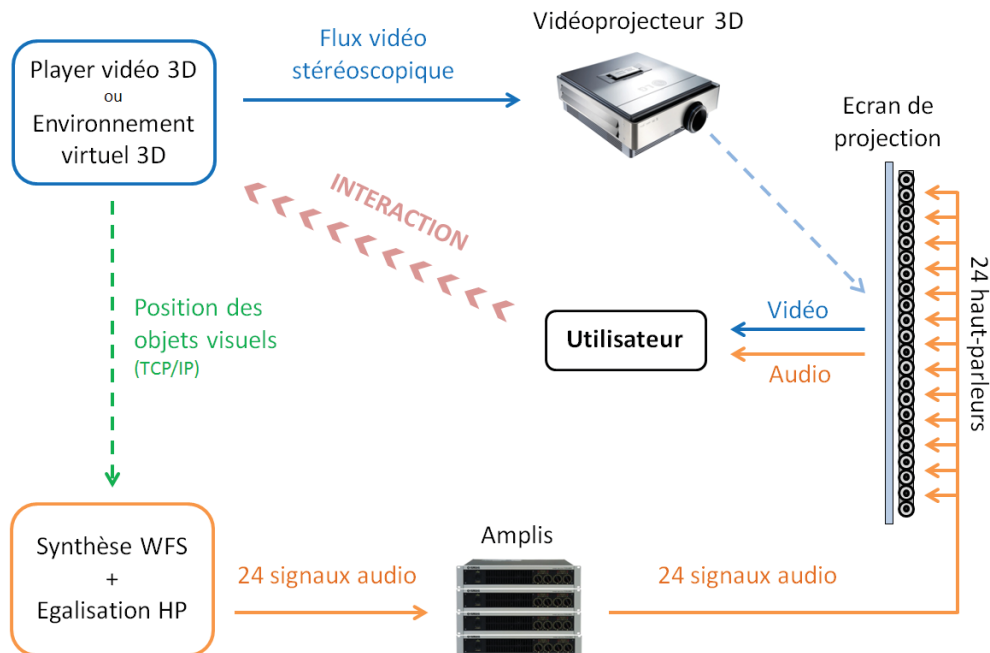 Player vidéo 3D
ou
Environnement
virtuel 3D
Flux vidéo
stéréoscopique
Vidéoprojecteur 3D
LG
Ecran de
projection
INTERACTION
Position des
objets visuels
(TCP/IP)
Utilisateur
Vidéo
Audio
24 haut-parleurs
Synthèse WFS
+
Egalisation HP
24 signaux audio
Amplis
24 signaux audio